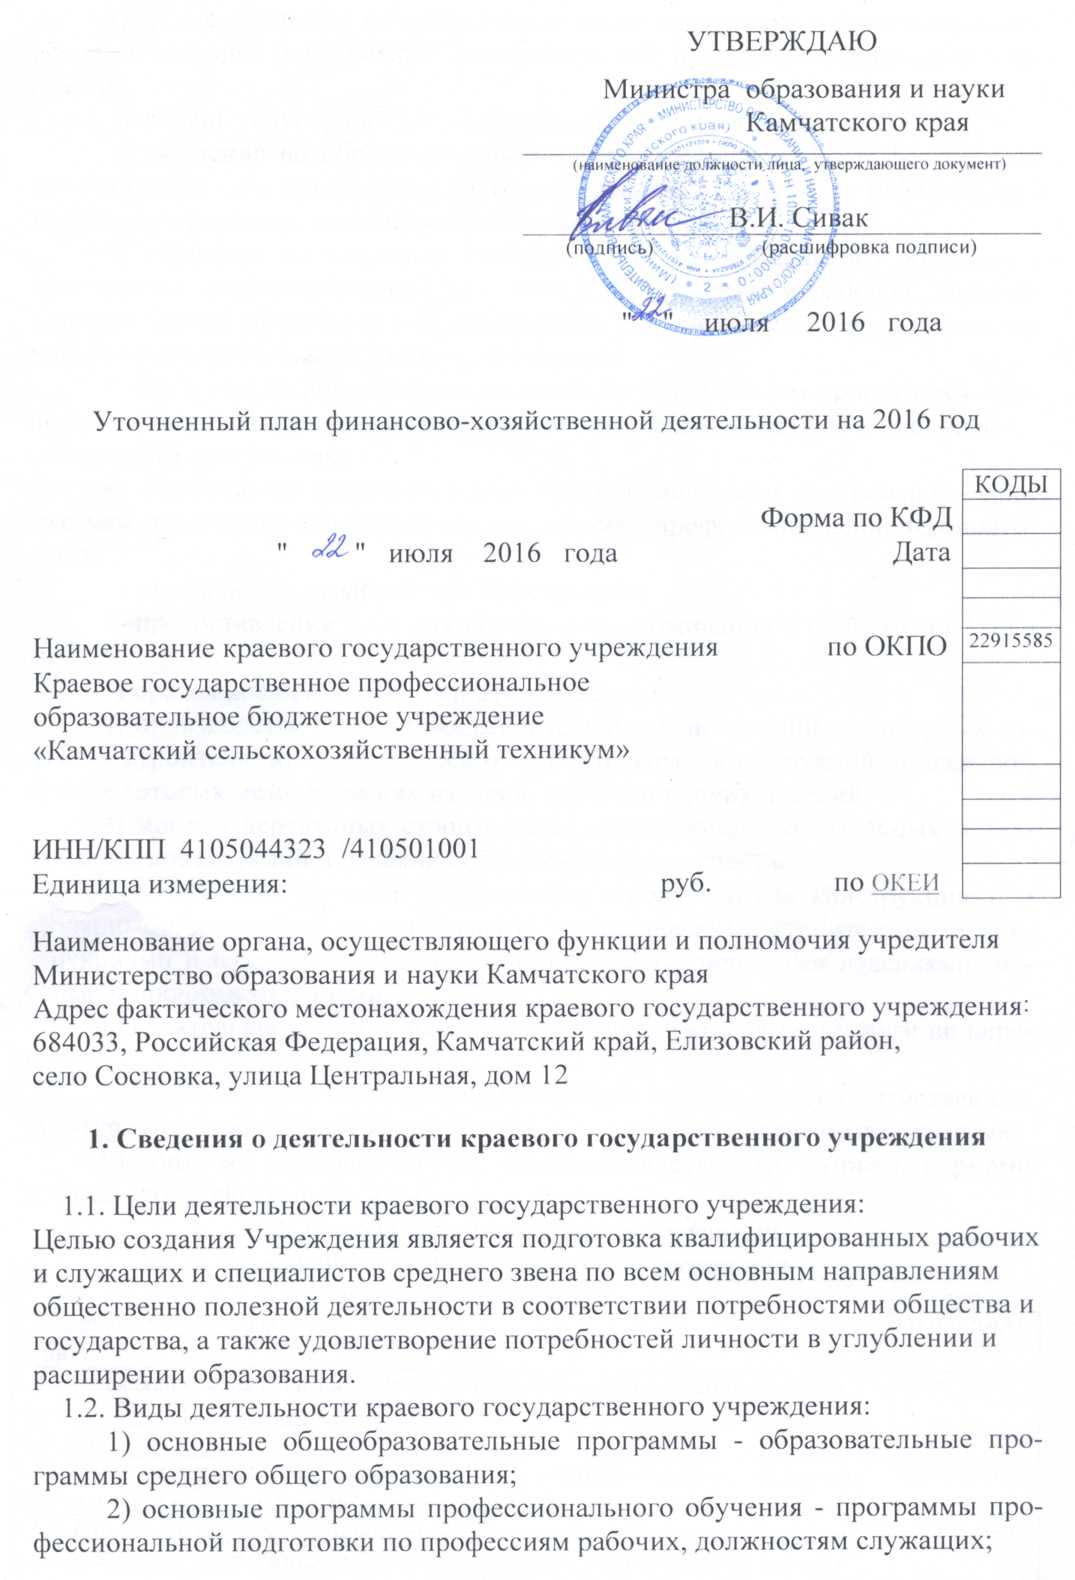 УТВЕРЖДАЮ
Министра образования и науки
Камчатского края
(наименование должности лица, утверждающего документ)
В.И. Сивак
(подпись) (расшифровка подписи)
"22" июля 2016 года
Уточненный план финансово-хозяйственной деятельности на 2016 год
КОДЫ
Форма по КФД
" 22 " июля 2016 года Дата
Наименование краевого государственного учреждения по ОКПО 22915585
Краевое государственное профессиональное
образовательное бюджетное учреждение
«Камчатский сельскохозяйственный техникум»
ИНН/КПП 4105044323 /410501001
Единица измерения: руб. по ОКЕИ
Наименование органа, осуществляющего функции и полномочия учредителя
Министерство образования и науки Камчатского края
Адрес фактического местонахождения краевого государственного учреждения:
684033, Российская Федерация, Камчатский край, Елизовский район,
село Сосновка, улица Центральная, дом 12
1. Сведения о деятельности краевого государственного учреждения
1.1. Цели деятельности краевого государственного учреждения:
Целью создания Учреждения является подготовка квалифицированных рабочих
и служащих и специалистов среднего звена по всем основным направлениям
общественно полезной деятельности в соответствии потребностями общества и
государства, а также удовлетворение потребностей личности в углублении и
расширении образования.
1.2. Виды деятельности краевого государственного учреждения:
1) основные общеобразовательные программы - образовательные про-
граммы среднего общего образования;
2) основные программы профессионального обучения - программы про-
фессиональной подготовки по профессиям рабочих, должностям служащих;